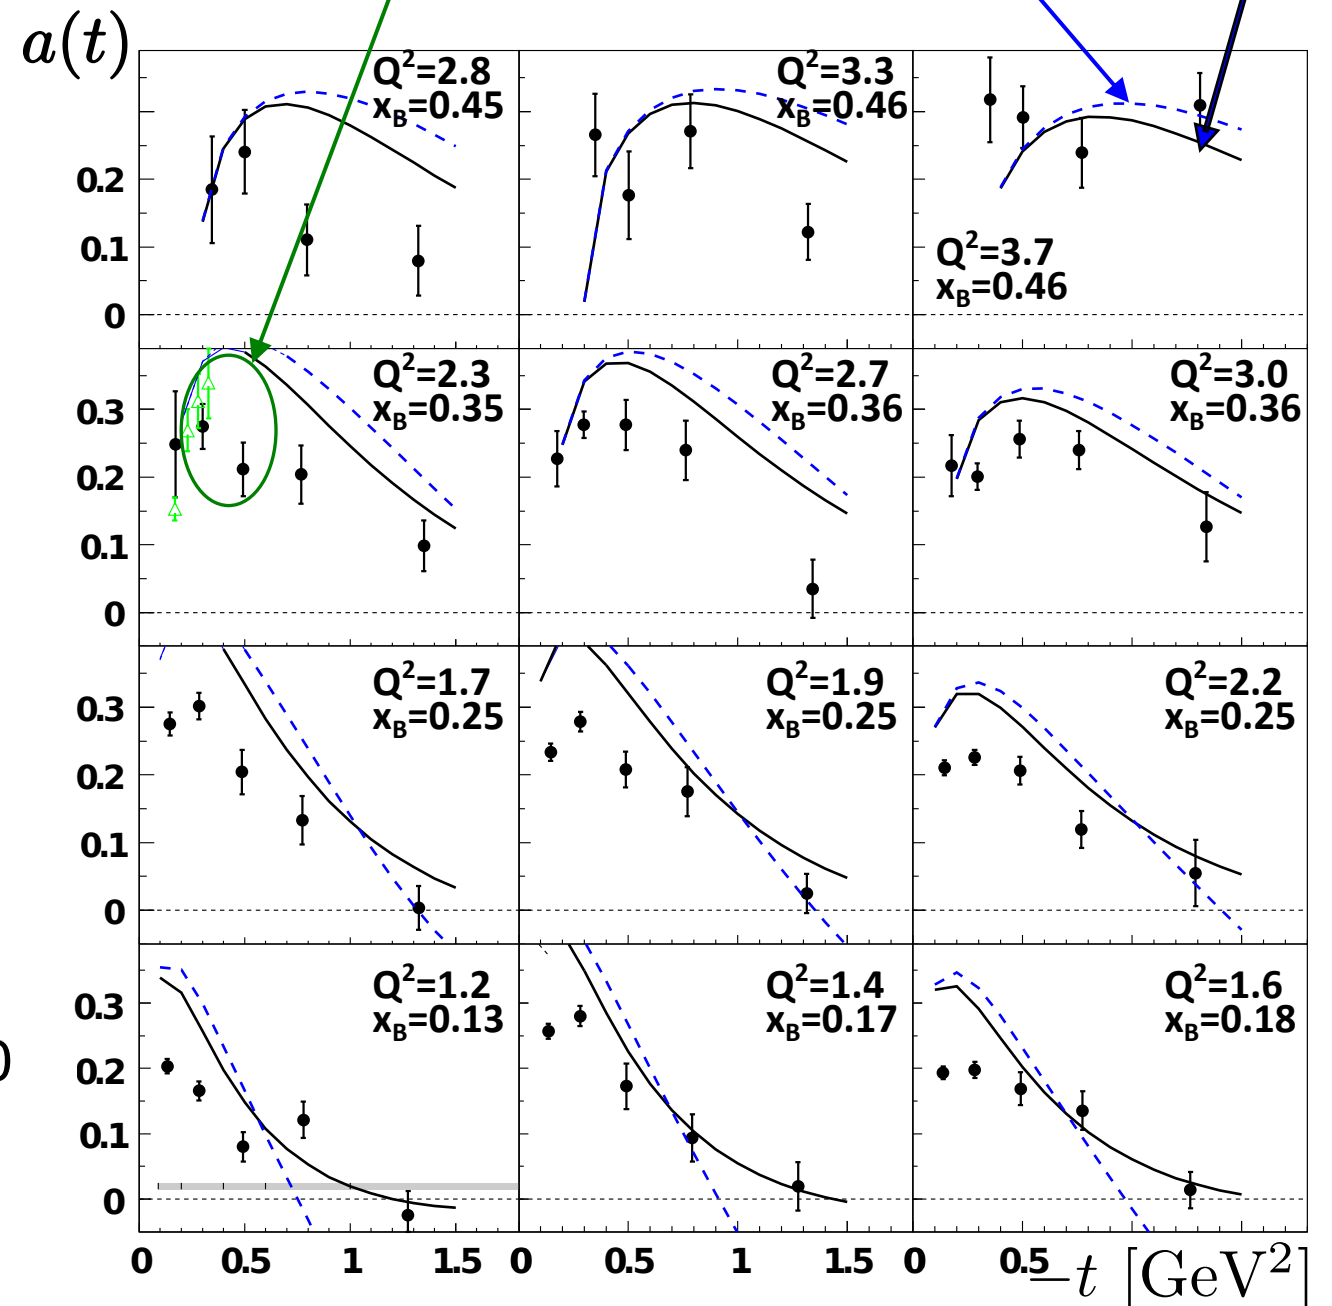 a(t)
Q²=2.8
x_B=0.45
Q²=3.3
x_B=0.46
0.2
0.1
0
Q²=3.7
x_B=0.46
Q²=2.3
x_B=0.35
Q²=2.7
x_B=0.36
Q²=3.0
x_B=0.36
0.3
0.2
0.1
0
Q²=1.7
x_B=0.25
Q²=1.9
x_B=0.25
Q²=2.2
x_B=0.25
0.3
0.2
0.1
0
Q²=1.2
x_B=0.13
Q²=1.4
x_B=0.17
Q²=1.6
x_B=0.18
0.3
0.2
0.1
0
0 0.5 1 1.5 0 0.5 1 1.5 0 0.5
−t [GeV²]